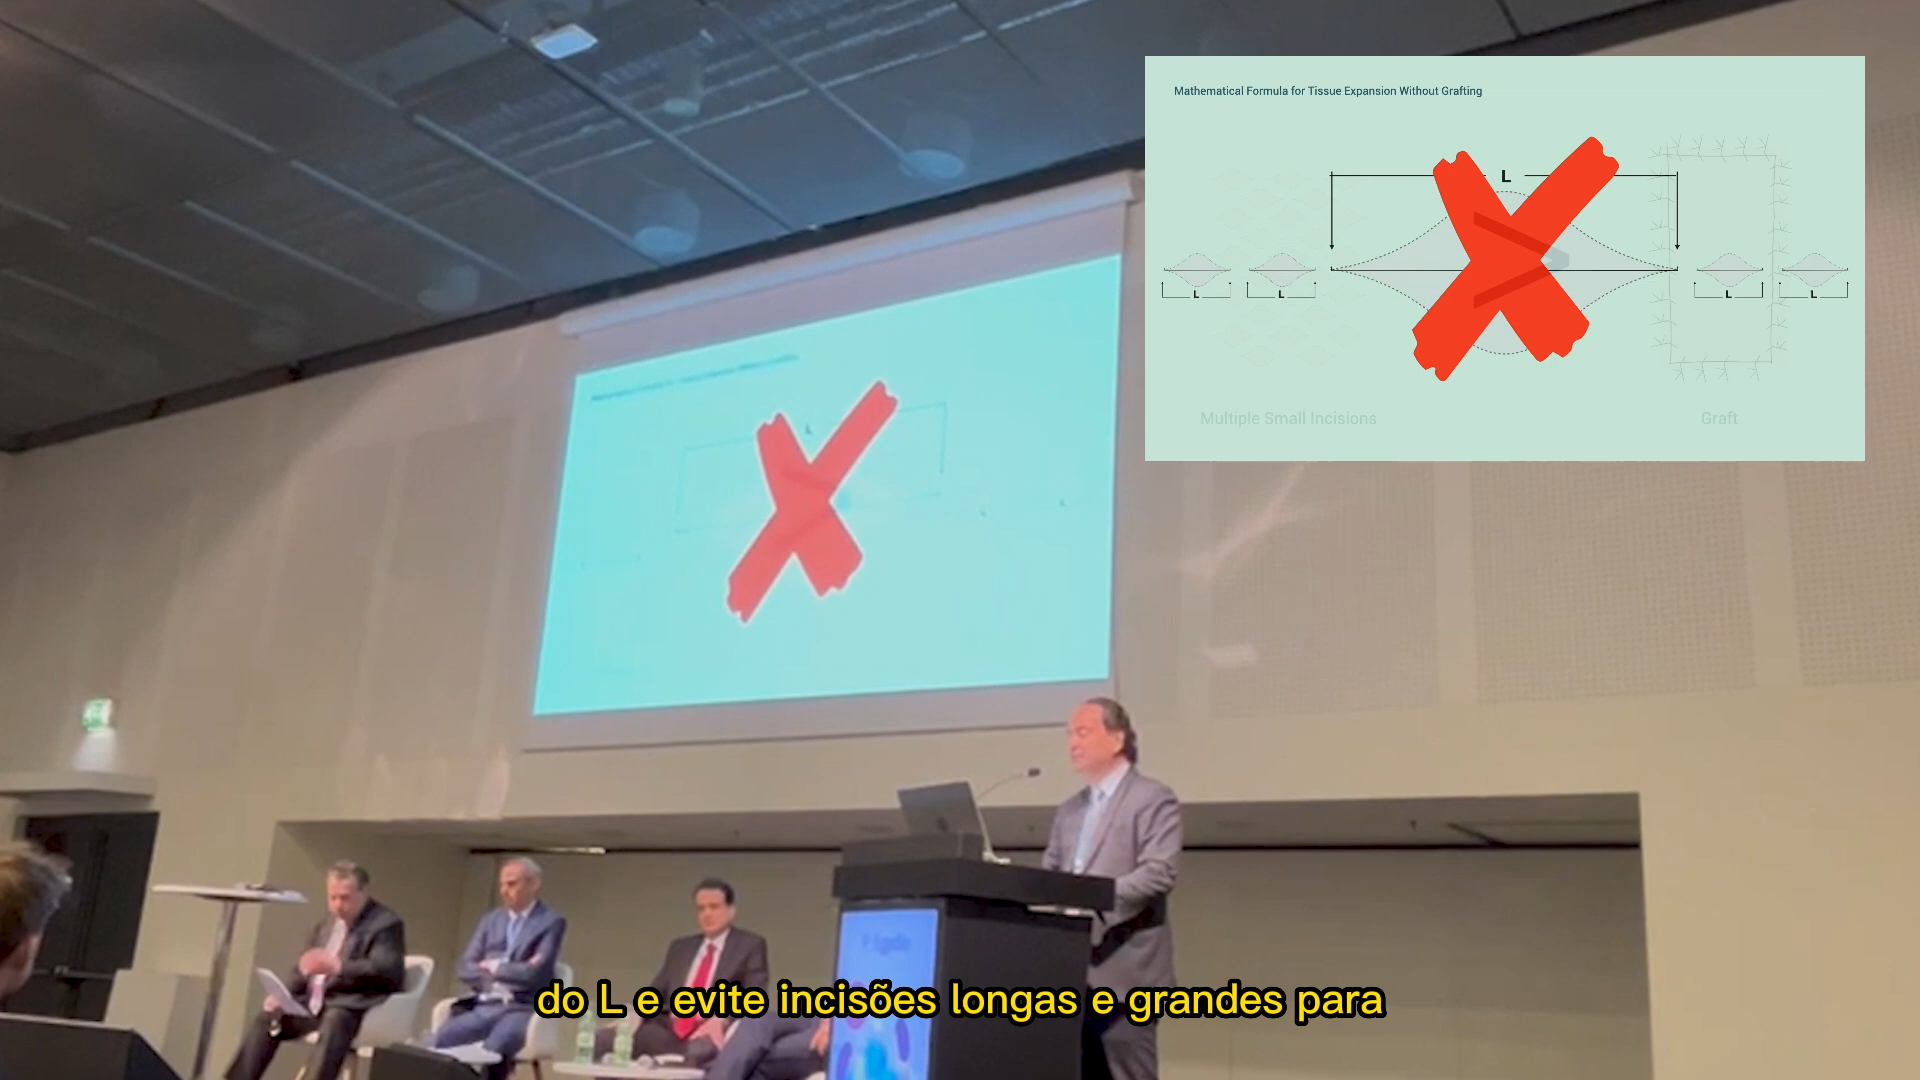 Mathematical Formula for Tissue Expansion Without Grafting
L
L
L
L
L
Multiple Small Incisions
Graft
L
do L e evite incisões longas e grandes para